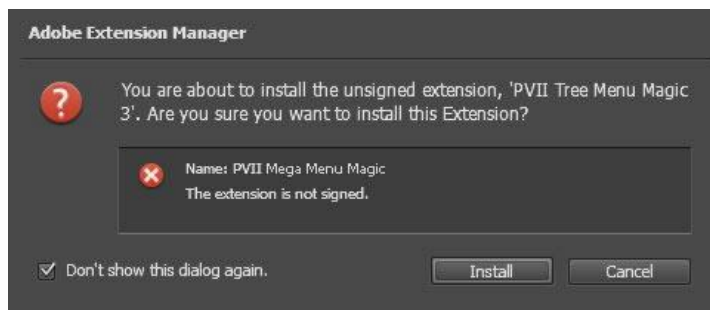 Adobe Extension Manager
You are about to install the unsigned extension, 'PVII Tree Menu Magic
3'. Are you sure you want to install this Extension?
Name: PVII Mega Menu Magic
The extension is not signed.
Don't show this dialog again.
Install
Cancel